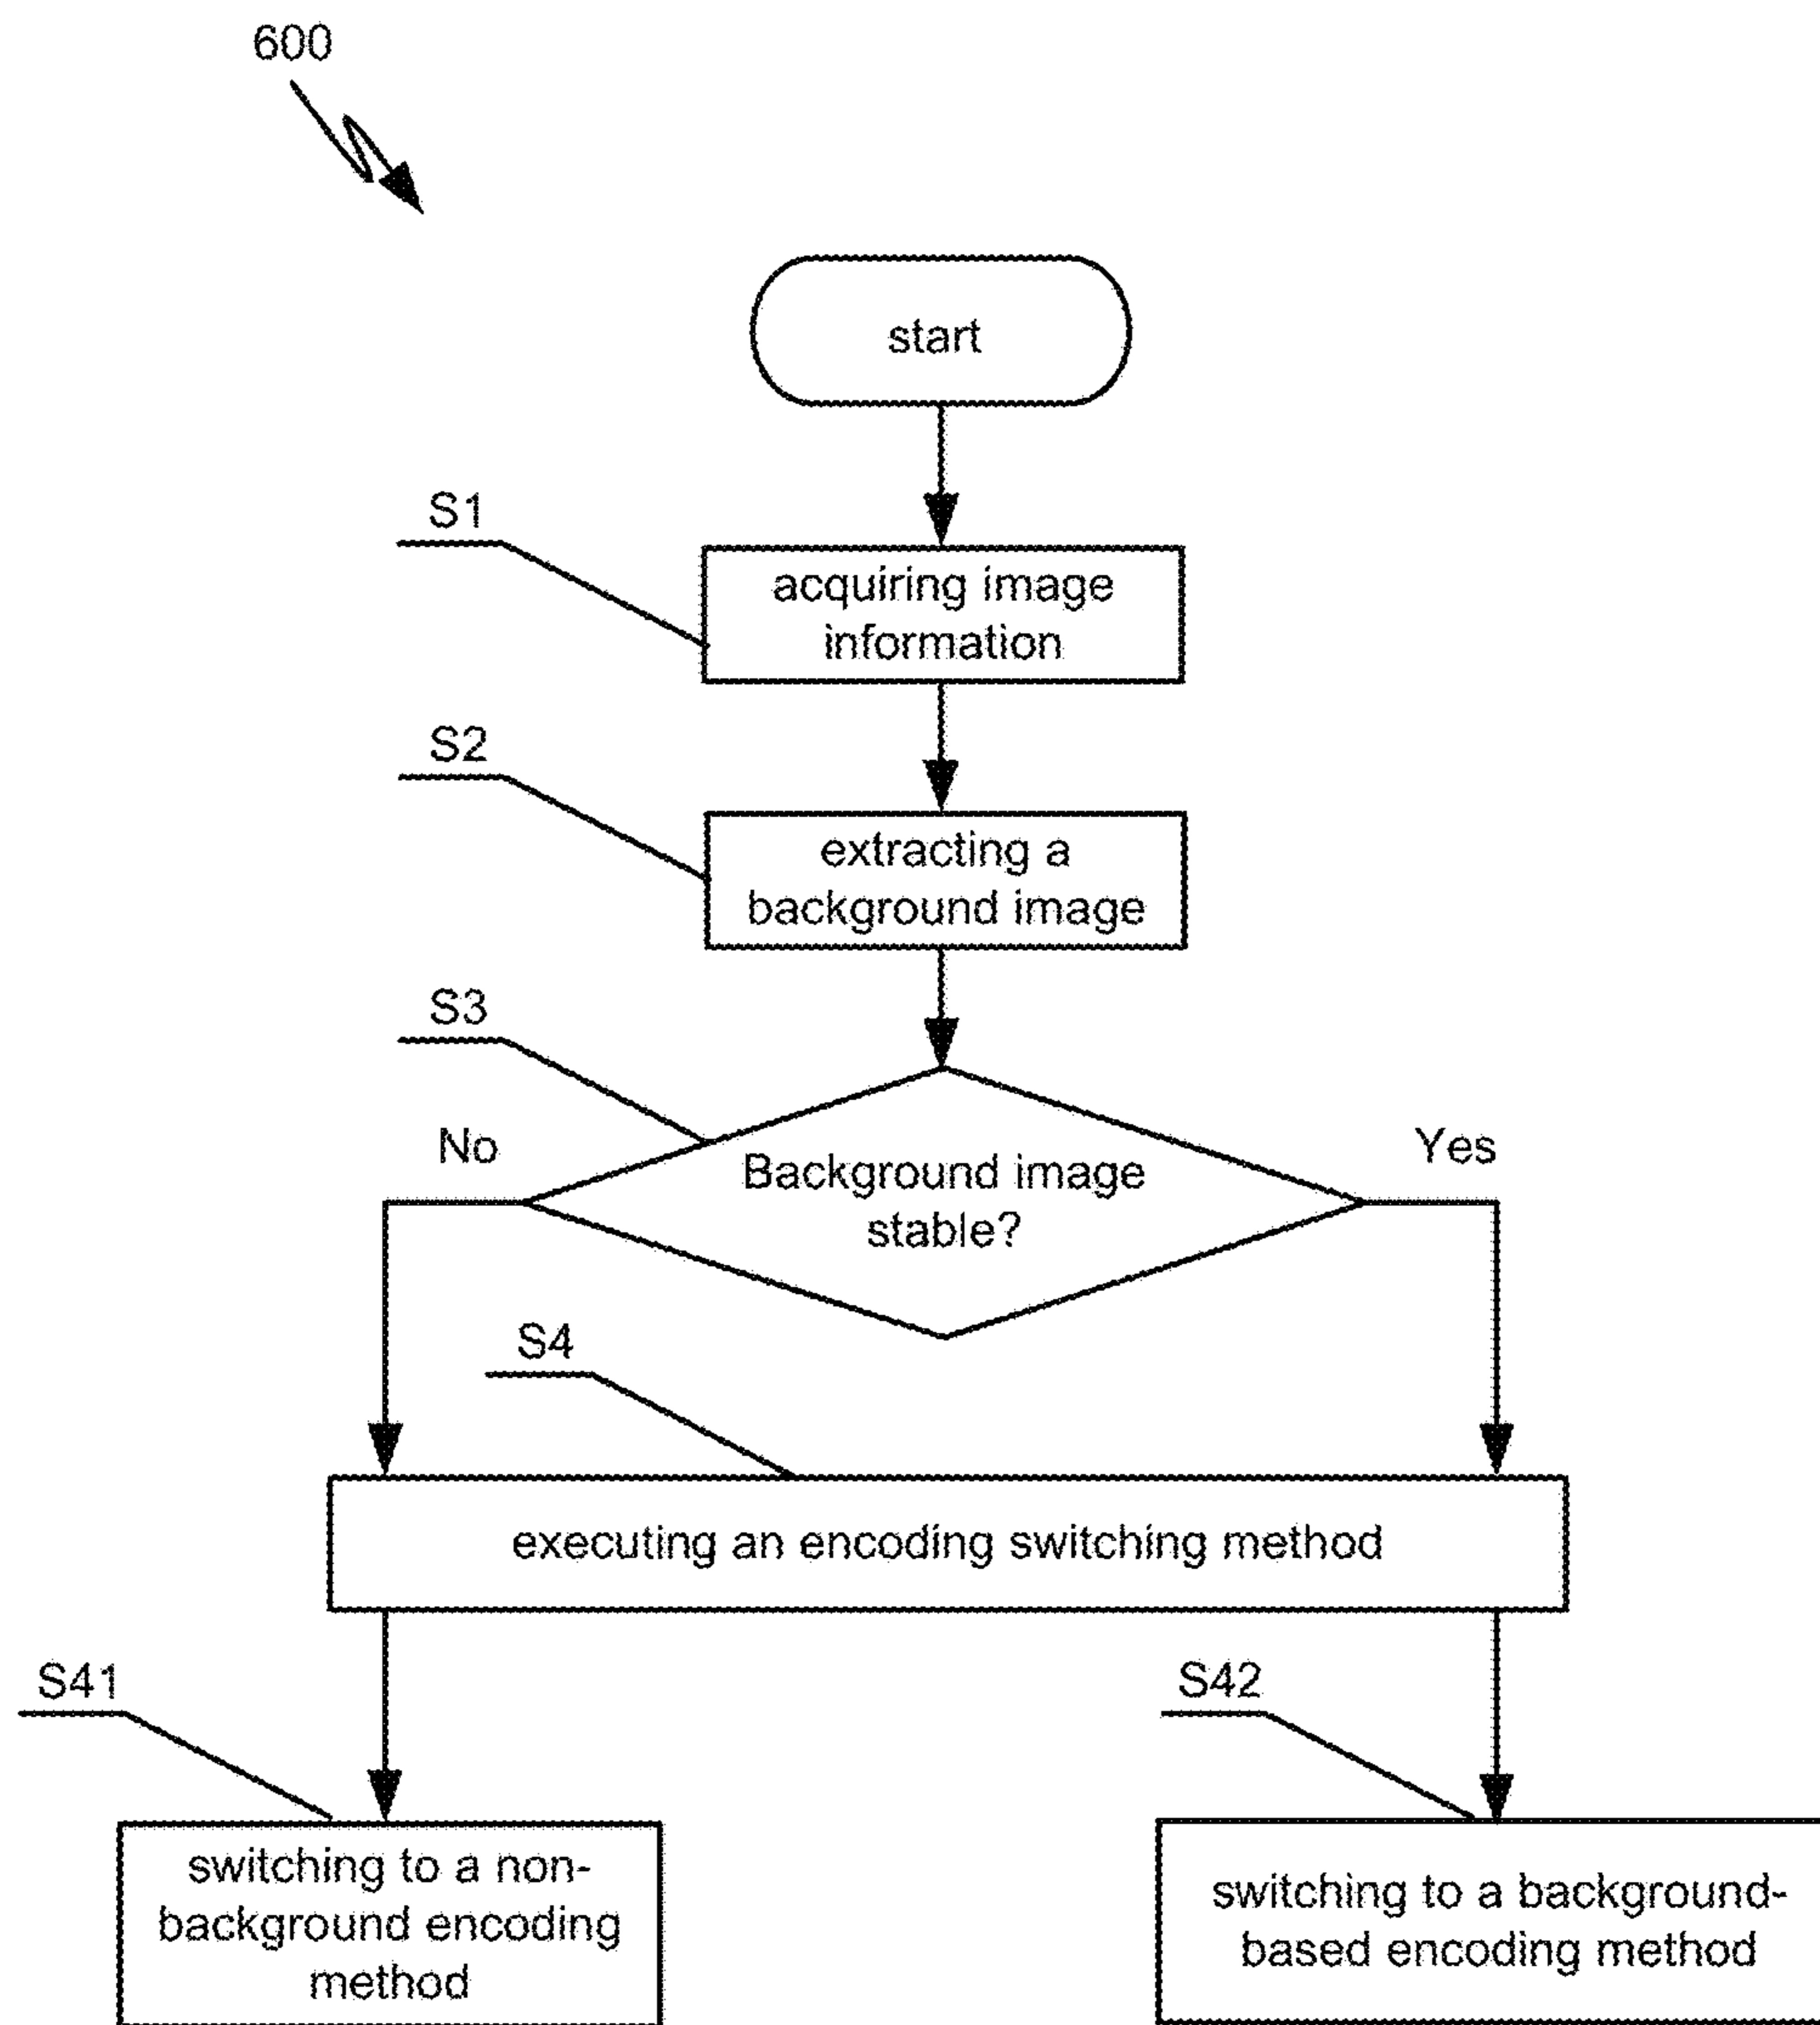 600
start
S1
acquiring image
information
S2
extracting a
background image
S3
No
Yes
Background image
stable?
S4
executing an encoding switching method
S41
S42
switching to a non-
background encoding
method
switching to a background-
based encoding method